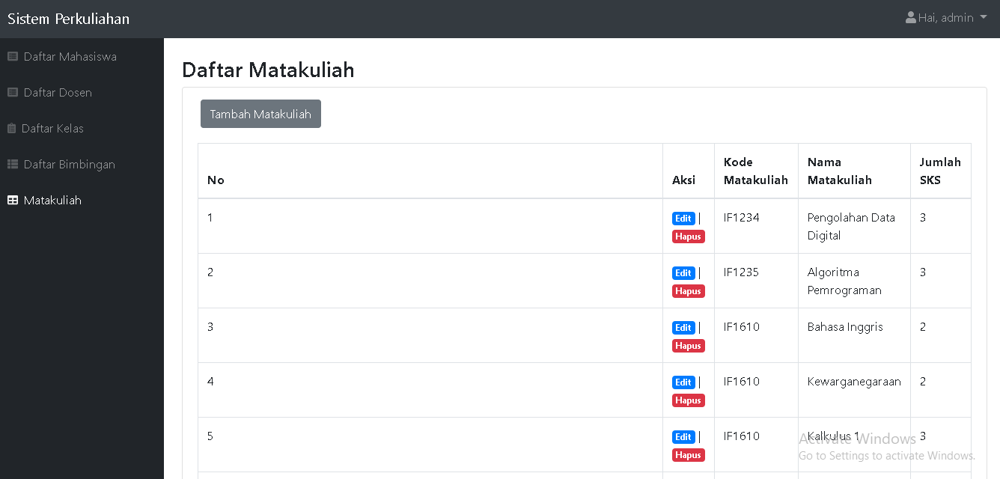 Sistem Perkuliahan
Hai, admin
Daftar Mahasiswa
Daftar Dosen
Daftar Kelas
Daftar Bimbingan
Matakuliah
Daftar Matakuliah
Tambah Matakuliah
No Aksi Kode Matakuliah Nama Matakuliah Jumlah SKS
1 Edit | Hapus IF1234 Pengolahan Data Digital 3
2 Edit | Hapus IF1235 Algoritma Pemrograman 3
3 Edit | Hapus IF1610 Bahasa Inggris 2
4 Edit | Hapus IF1610 Kewarganegaraan 2
5 Edit | Hapus IF1610 Kalkulus 1 3
Activate Windows
Go to Settings to activate Windows.